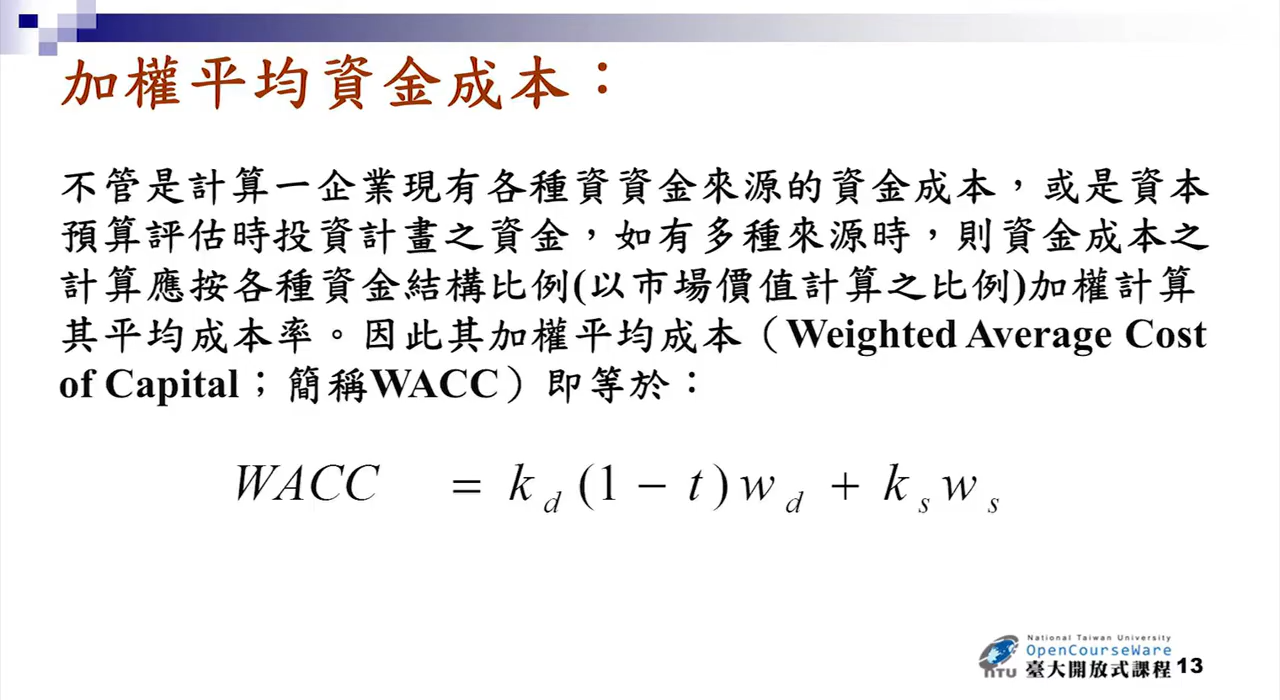 加權平均資金成本：
不管是計算一企業現有各種資資金來源的資金成本，或是資本
預算評估時投資計畫之資金，如有多種來源時，則資金成本之
計算應按各種資金結構比例(以市場價值計算之比例)加權計算
其平均成本率。因此其加權平均成本（Weighted Average Cost
of Capital；簡稱WACC）即等於：
WACC = k_d (1 − t) w_d + k_s w_s
National Taiwan University
OpenCourseWare
NTU 臺大開放式課程 13